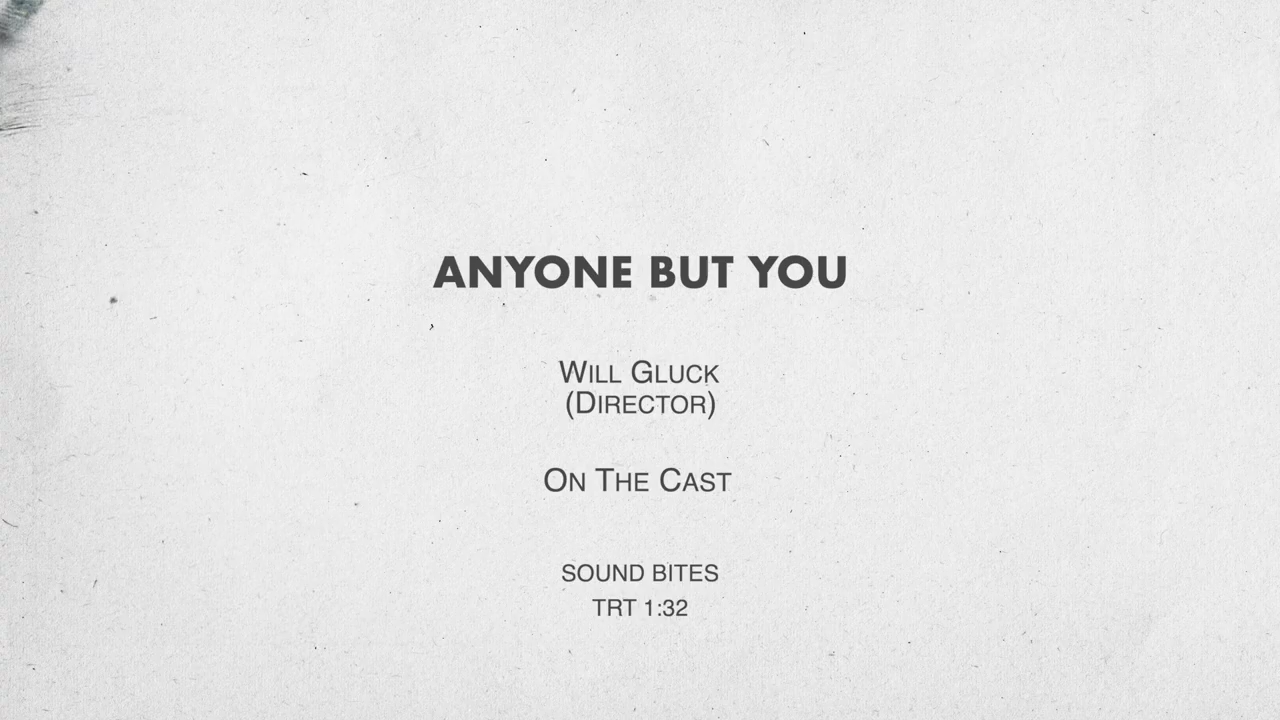 ANYONE BUT YOU
Will Gluck
(Director)
On The Cast
SOUND BITES
TRT 1:32